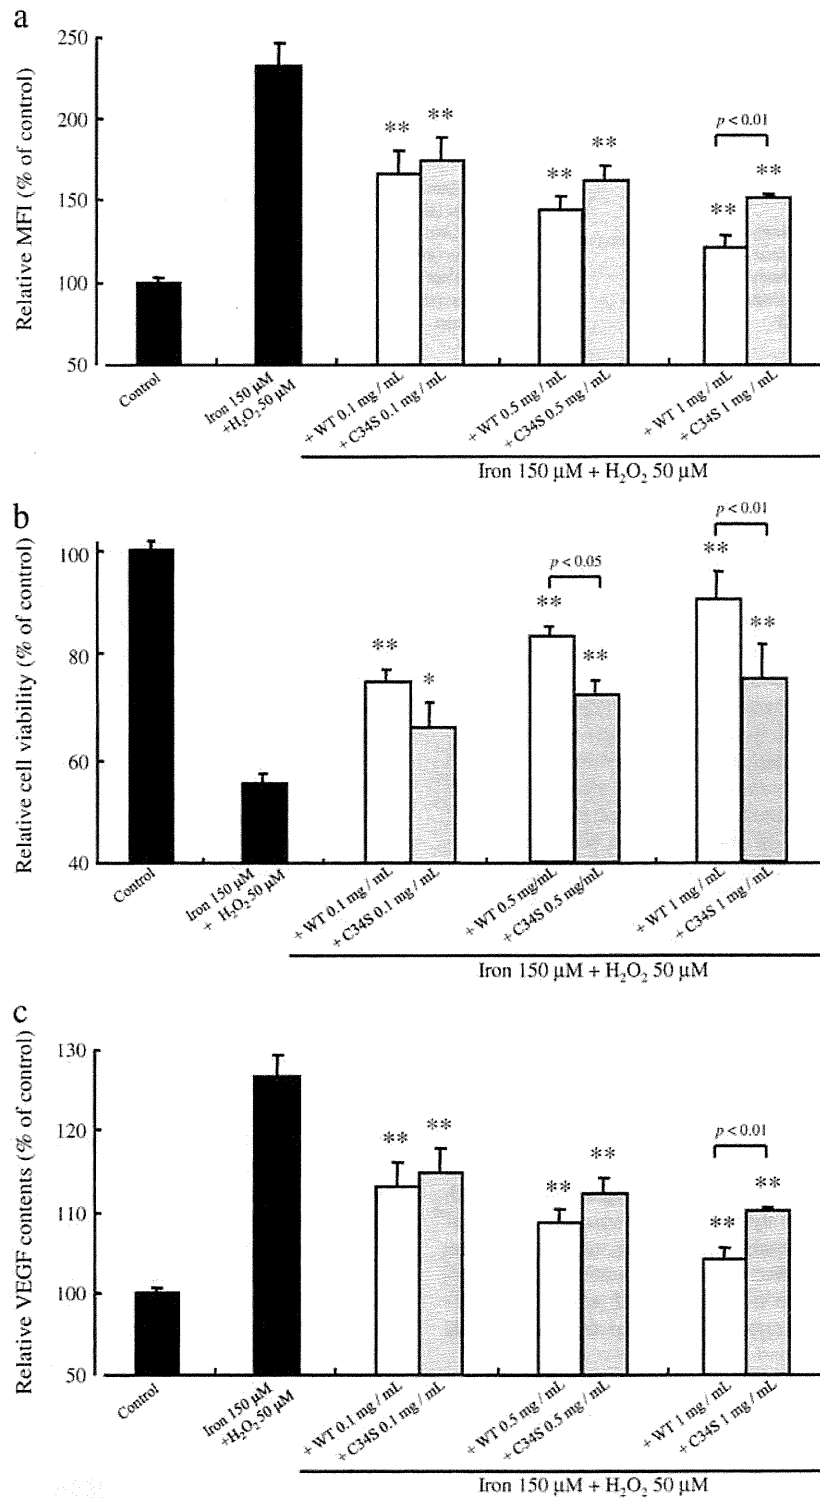 a
Relative MFI (% of control)
250
200
150
100
50
** ** ** ** ** **
p < 0.01
Control
Iron 150 µM
+H₂O₂ 50 µM
+ WT 0.1 mg / mL
+ C34S 0.1 mg / mL
+ WT 0.5 mg / mL
+ C34S 0.5 mg / mL
+ WT 1 mg / mL
+ C34S 1 mg / mL
Iron 150 µM + H₂O₂ 50 µM
b
Relative cell viability (% of control)
100
80
60
40
** * ** ** ** **
p < 0.05
p < 0.01
Control
Iron 150 µM
+ H₂O₂ 50 µM
+ WT 0.1 mg / mL
+ C34S 0.1 mg / mL
+ WT 0.5 mg/mL
+ C34S 0.5 mg/mL
+ WT 1 mg / mL
+ C34S 1 mg / mL
Iron 150 µM + H₂O₂ 50 µM
c
Relative VEGF contents (% of control)
130
120
110
100
50
** ** ** ** ** **
p < 0.01
Control
Iron 150 µM
+H₂O₂ 50 µM
+ WT 0.1 mg / mL
+ C34S 0.1 mg / mL
+ WT 0.5 mg / mL
+ C34S 0.5 mg / mL
+ WT 1 mg / mL
+ C34S 1 mg / mL
Iron 150 µM + H₂O₂ 50 µM